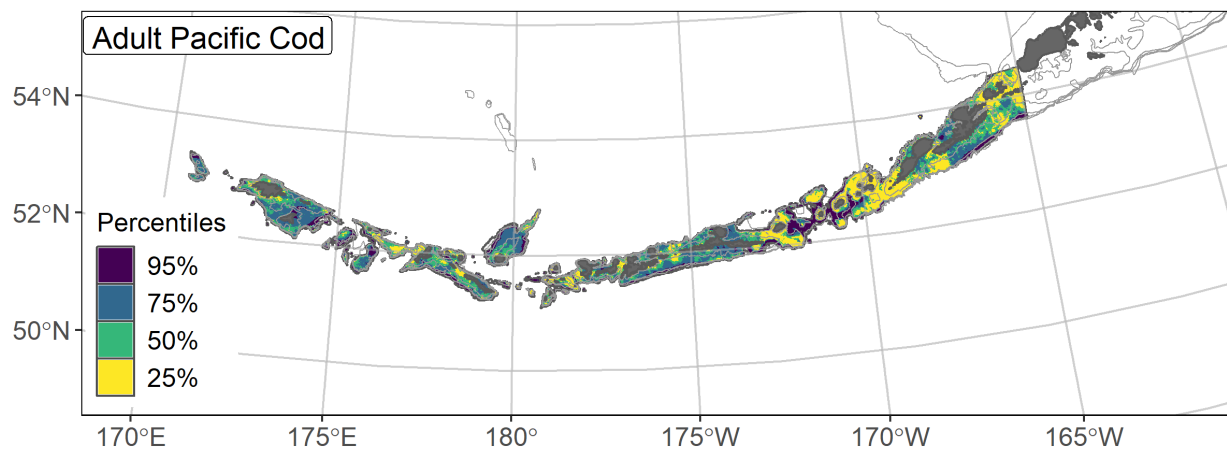 Adult Pacific Cod
54°N
52°N
50°N
Percentiles
95%
75%
50%
25%
170°E
175°E
180°
175°W
170°W
165°W